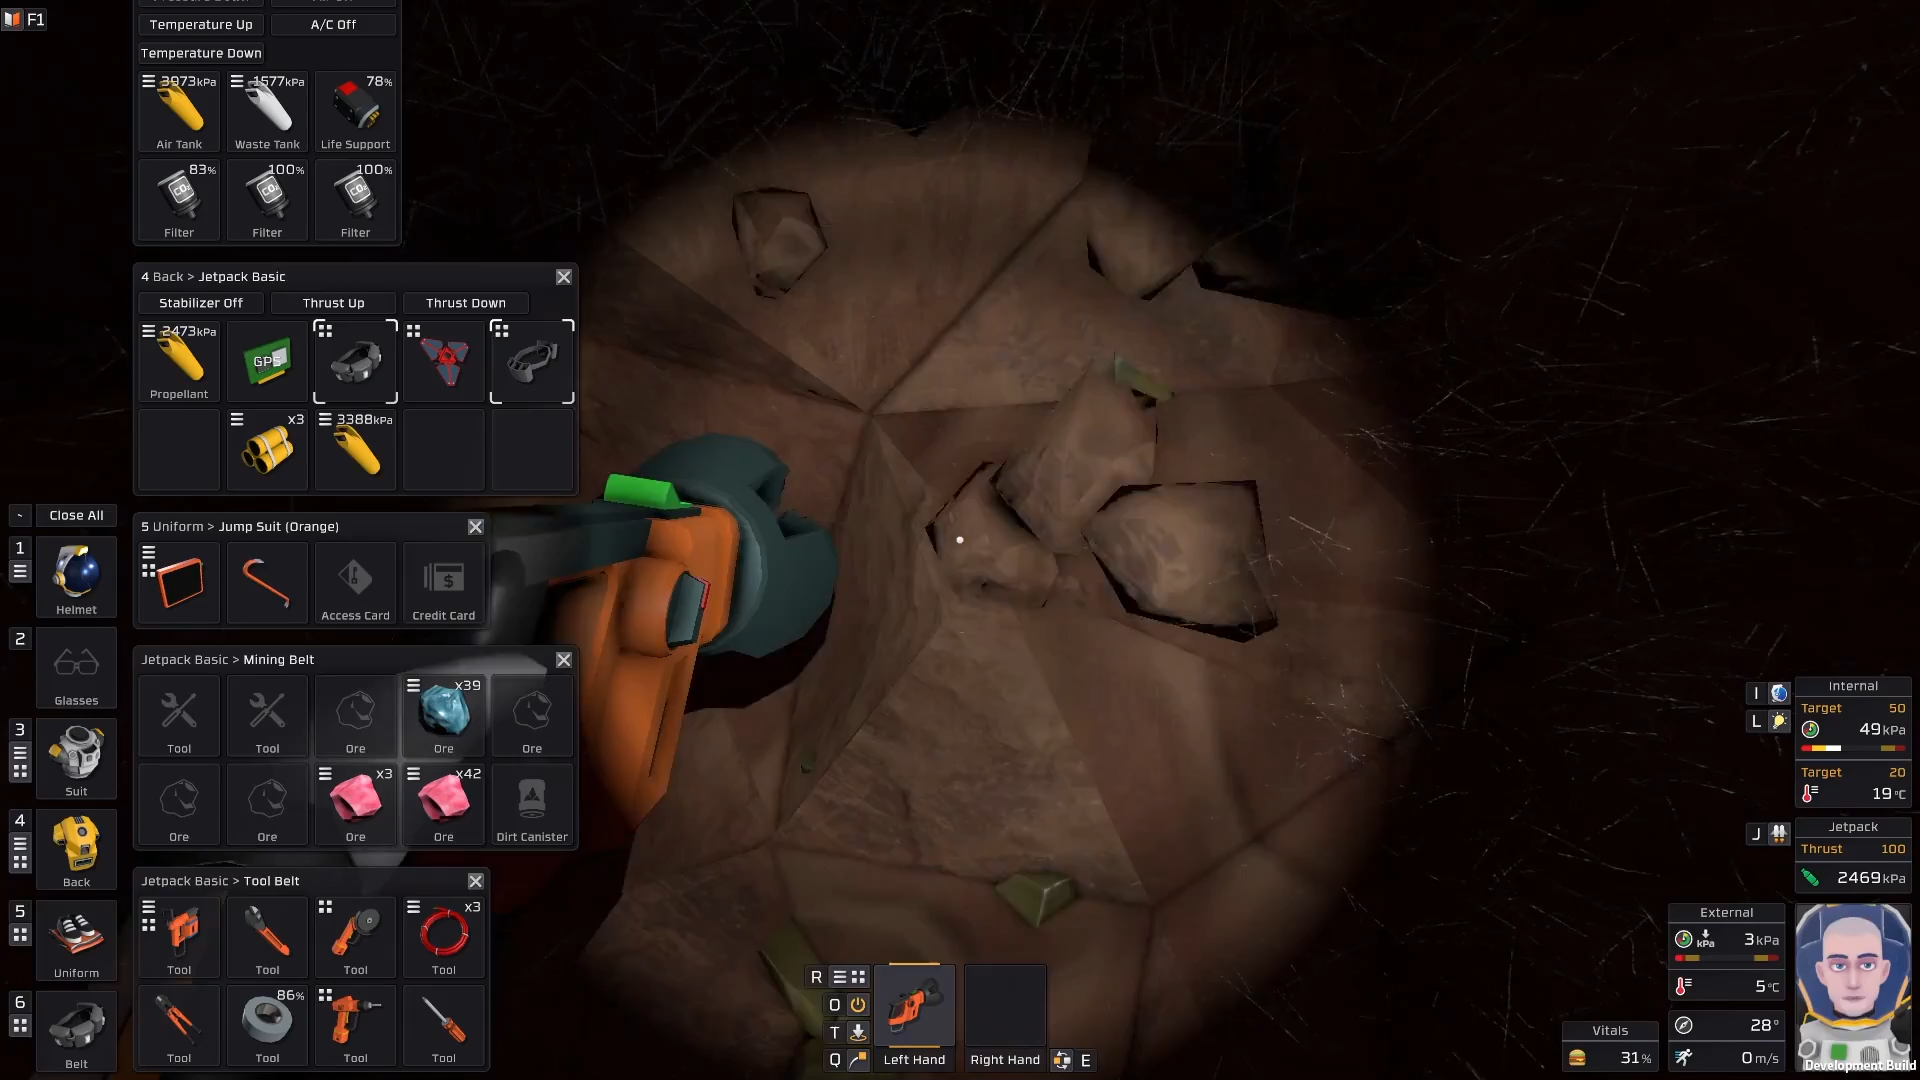 F1
Temperature Up
A/C Off
Temperature Down
3973kPa
1577kPa
78%
Air Tank
Waste Tank
Life Support
83%
100%
100%
CO₂
CO₂
CO₂
Filter
Filter
Filter
4 Back > Jetpack Basic
Stabilizer Off
Thrust Up
Thrust Down
2473kPa
GPS
Propellant
x3
3388kPa
~
Close All
5 Uniform > Jump Suit (Orange)
Access Card
Credit Card
1
Helmet
2
Glasses
3
Suit
4
Back
5
Uniform
6
Belt
Jetpack Basic > Mining Belt
x39
Tool
Tool
Ore
Ore
Ore
x3
x42
Ore
Ore
Ore
Ore
Dirt Canister
Jetpack Basic > Tool Belt
x3
Tool
Tool
Tool
Tool
86%
Tool
Tool
Tool
Tool
R
O
T
Q
Left Hand
Right Hand
E
I
L
Internal
Target 50
49kPa
Target 20
19°C
J
Jetpack
Thrust 100
2469kPa
External
kPa
3kPa
5°C
28°
0m/s
Vitals
31%
Development Build